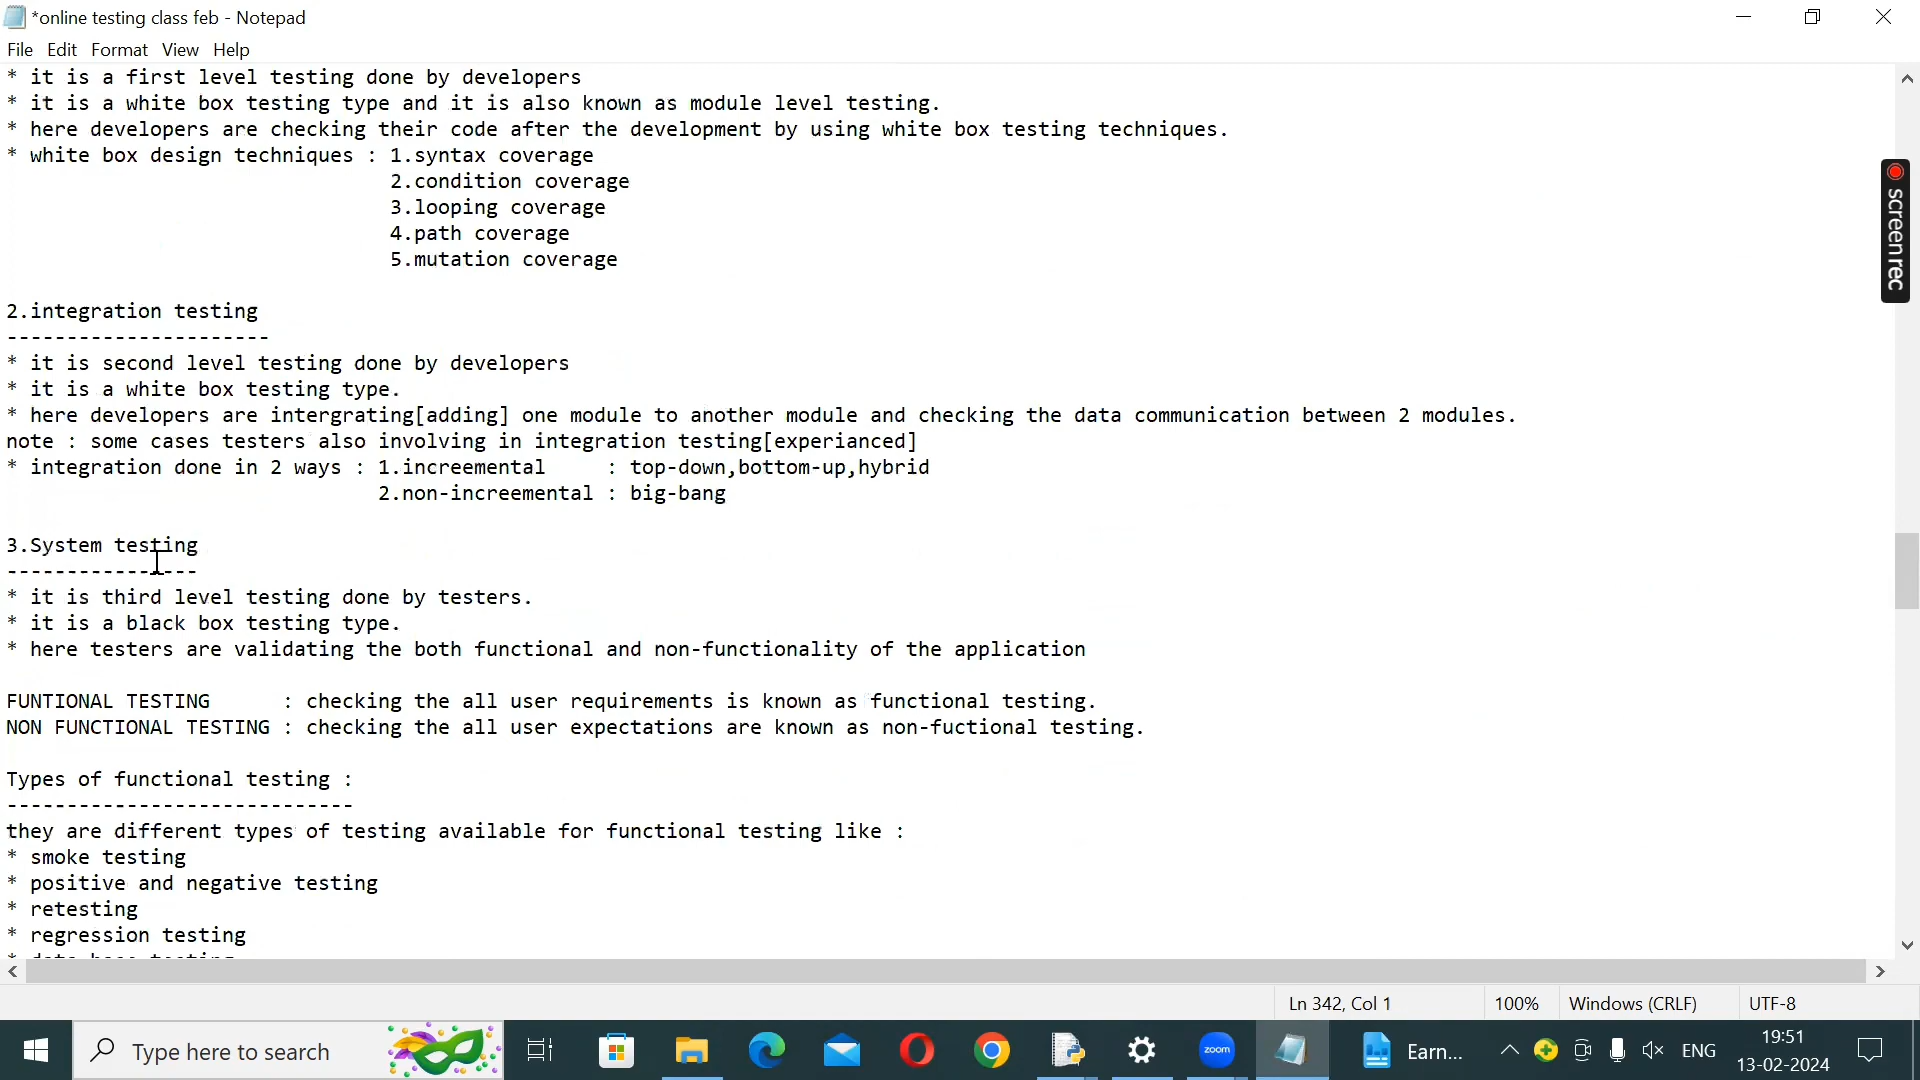 *online testing class feb - Notepad
File Edit Format View Help
* it is a first level testing done by developers
* it is a white box testing type and it is also known as module level testing.
* here developers are checking their code after the development by using white box testing techniques.
* white box design techniques : 1.syntax coverage
2.condition coverage
3.looping coverage
4.path coverage
5.mutation coverage
screenrec
2.integration testing
----------------------
* it is second level testing done by developers
* it is a white box testing type.
* here developers are intergrating[adding] one module to another module and checking the data communication between 2 modules.
note : some cases testers also involving in integration testing[experianced]
* integration done in 2 ways : 1.increemental : top-down,bottom-up,hybrid
2.non-increemental : big-bang
3.System testing
----------------
* it is third level testing done by testers.
* it is a black box testing type.
* here testers are validating the both functional and non-functionality of the application
FUNTIONAL TESTING : checking the all user requirements is known as functional testing.
NON FUNCTIONAL TESTING : checking the all user expectations are known as non-fuctional testing.
Types of functional testing :
-----------------------------
they are different types of testing available for functional testing like :
* smoke testing
* positive and negative testing
* retesting
* regression testing
Ln 342, Col 1 100% Windows (CRLF) UTF-8
Type here to search
zoom
Earn...
ENG
19:51
13-02-2024